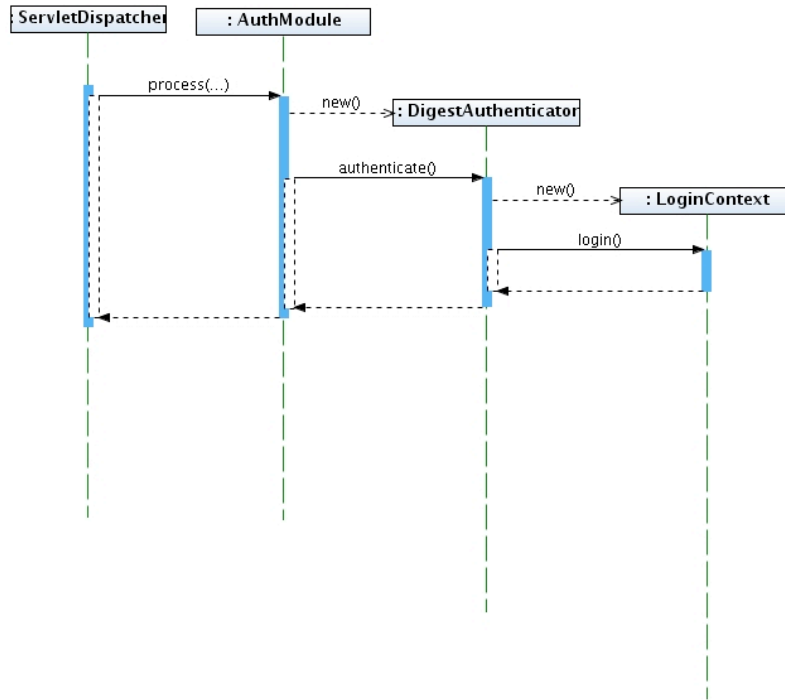 : ServletDispatcher
: AuthModule
process(...)
new()
: DigestAuthenticator
authenticate()
new()
: LoginContext
login()